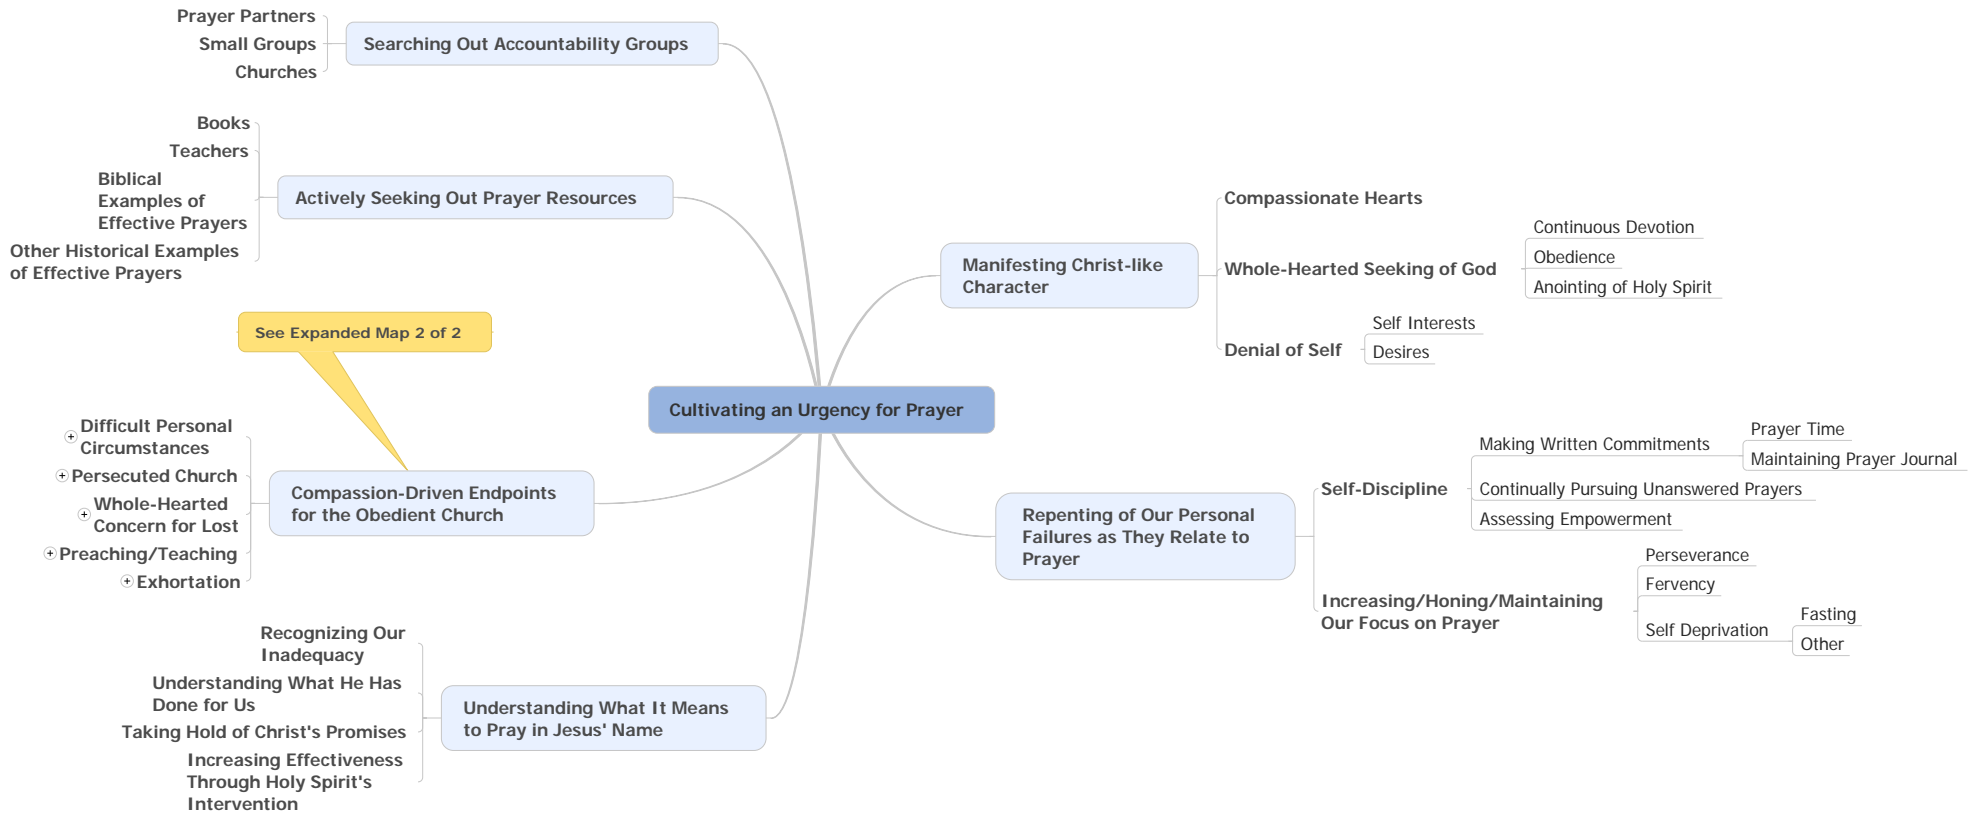 Prayer Partners
Small Groups
Churches
Searching Out Accountability Groups
Books
Teachers
Biblical
Examples of
Effective Prayers
Other Historical Examples
of Effective Prayers
Actively Seeking Out Prayer Resources
See Expanded Map 2 of 2
Difficult Personal
Circumstances
Persecuted Church
Whole-Hearted
Concern for Lost
Preaching/Teaching
Exhortation
Compassion-Driven Endpoints
for the Obedient Church
Recognizing Our
Inadequacy
Understanding What He Has
Done for Us
Taking Hold of Christ's Promises
Increasing Effectiveness
Through Holy Spirit's
Intervention
Understanding What It Means
to Pray in Jesus' Name
Cultivating an Urgency for Prayer
Manifesting Christ-like
Character
Compassionate Hearts
Whole-Hearted Seeking of God
Continuous Devotion
Obedience
Anointing of Holy Spirit
Denial of Self
Self Interests
Desires
Repenting of Our Personal
Failures as They Relate to
Prayer
Self-Discipline
Making Written Commitments
Prayer Time
Maintaining Prayer Journal
Continually Pursuing Unanswered Prayers
Assessing Empowerment
Increasing/Honing/Maintaining
Our Focus on Prayer
Perseverance
Fervency
Self Deprivation
Fasting
Other